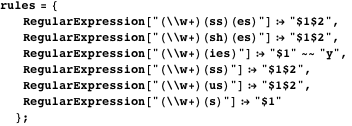 rules = {
RegularExpression["(\\w+)(ss)(es)"] :> "$1$2",
RegularExpression["(\\w+)(sh)(es)"] :> "$1$2",
RegularExpression["(\\w+)(ies)"] :> "$1" ~~ "y",
RegularExpression["(\\w+)(ss)"] :> "$1$2",
RegularExpression["(\\w+)(us)"] :> "$1$2",
RegularExpression["(\\w+)(s)"] :> "$1"
};